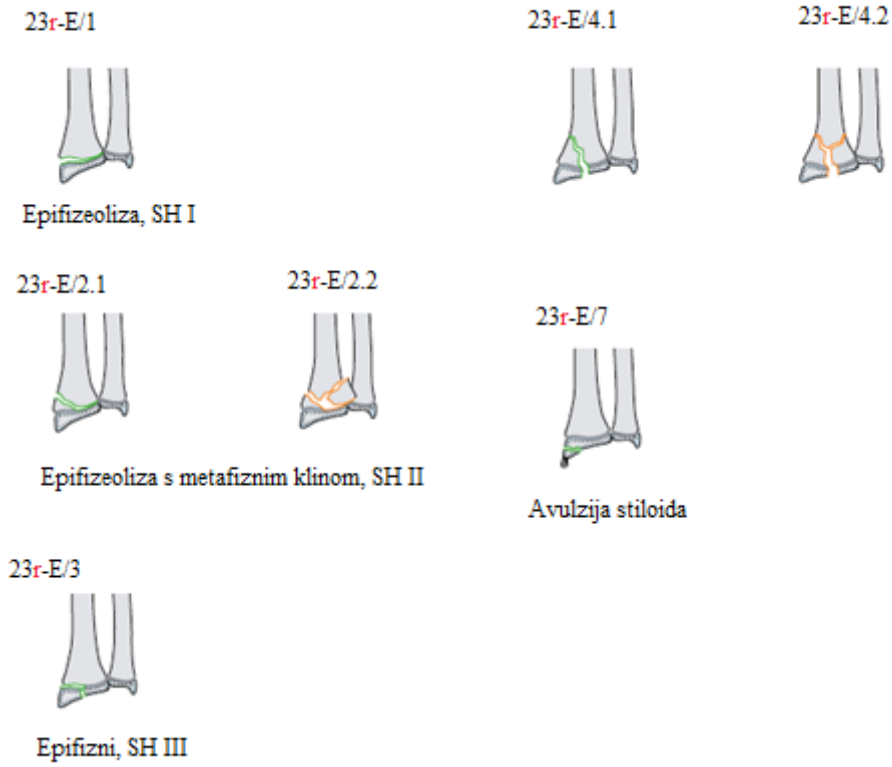 23r-E/1
Epifizeoliza, SH I
23r-E/2.1
23r-E/2.2
Epifizeoliza s metafiznim klinom, SH II
23r-E/3
Epifizni, SH III
23r-E/4.1
23r-E/4.2
23r-E/7
Avulzija stiloida